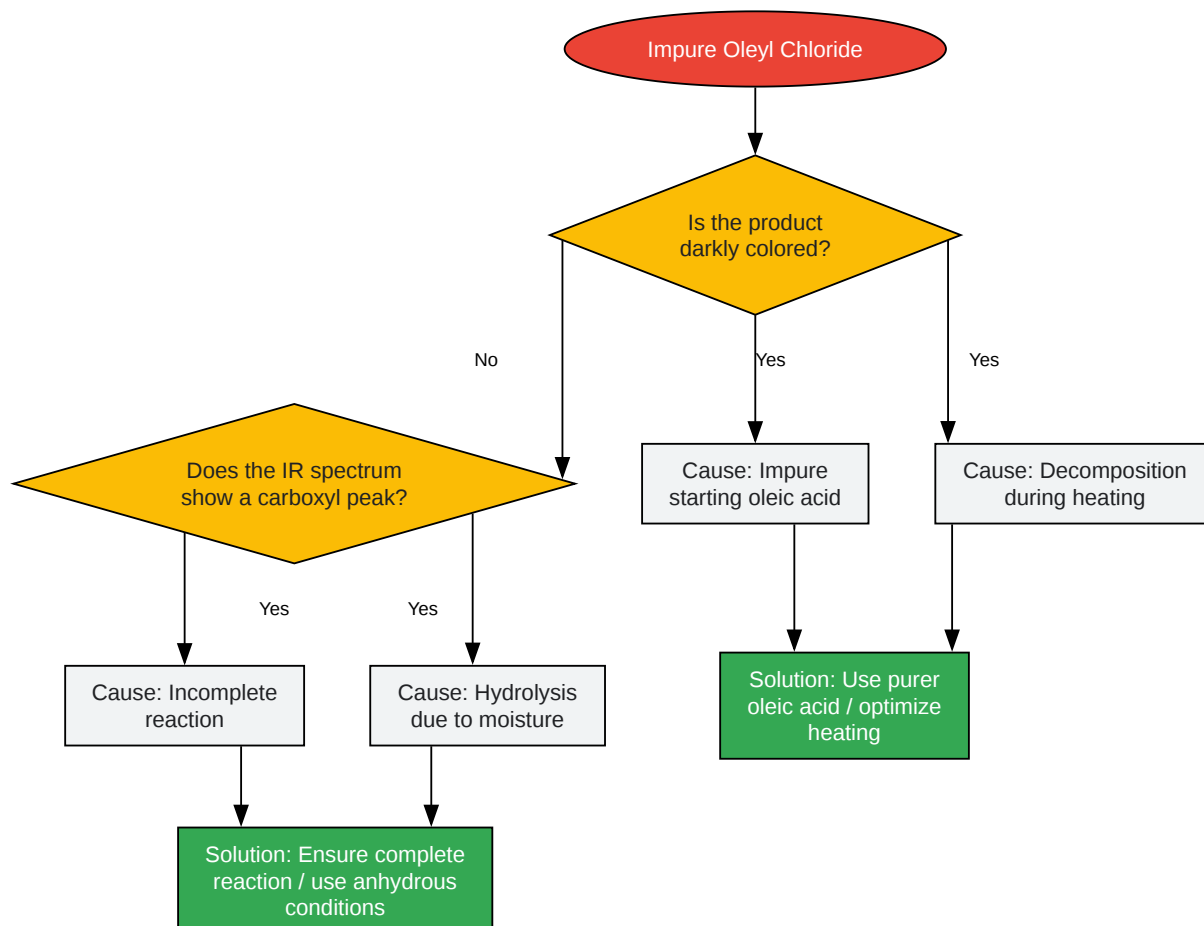 Impure Oleyl Chloride
Is the product
darkly colored?
No
Yes
Yes
Does the IR spectrum
show a carboxyl peak?
Cause: Impure
starting oleic acid
Cause: Decomposition
during heating
Yes
Yes
Cause: Incomplete
reaction
Cause: Hydrolysis
due to moisture
Solution: Use purer
oleic acid / optimize
heating
Solution: Ensure complete
reaction / use anhydrous
conditions